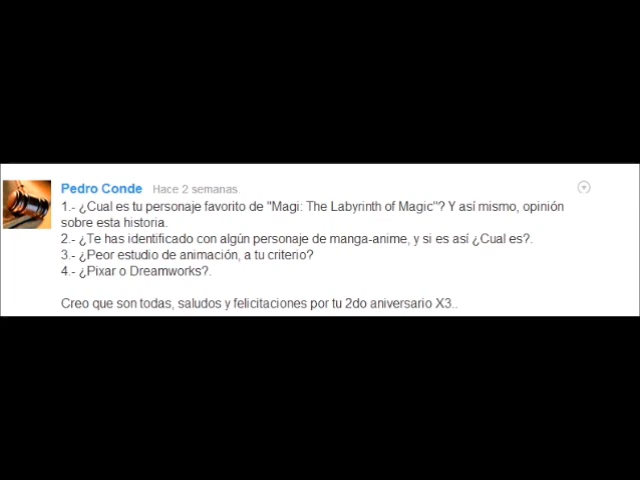 Pedro Conde Hace 2 semanas
1.- ¿Cual es tu personaje favorito de "Magi: The Labyrinth of Magic"? Y así mismo, opinión
sobre esta historia.
2.- ¿Te has identificado con algún personaje de manga-anime, y si es así ¿Cual es?.
3.- ¿Peor estudio de animación, a tu criterio?
4.- ¿Pixar o Dreamworks?.
Creo que son todas, saludos y felicitaciones por tu 2do aniversario X3..